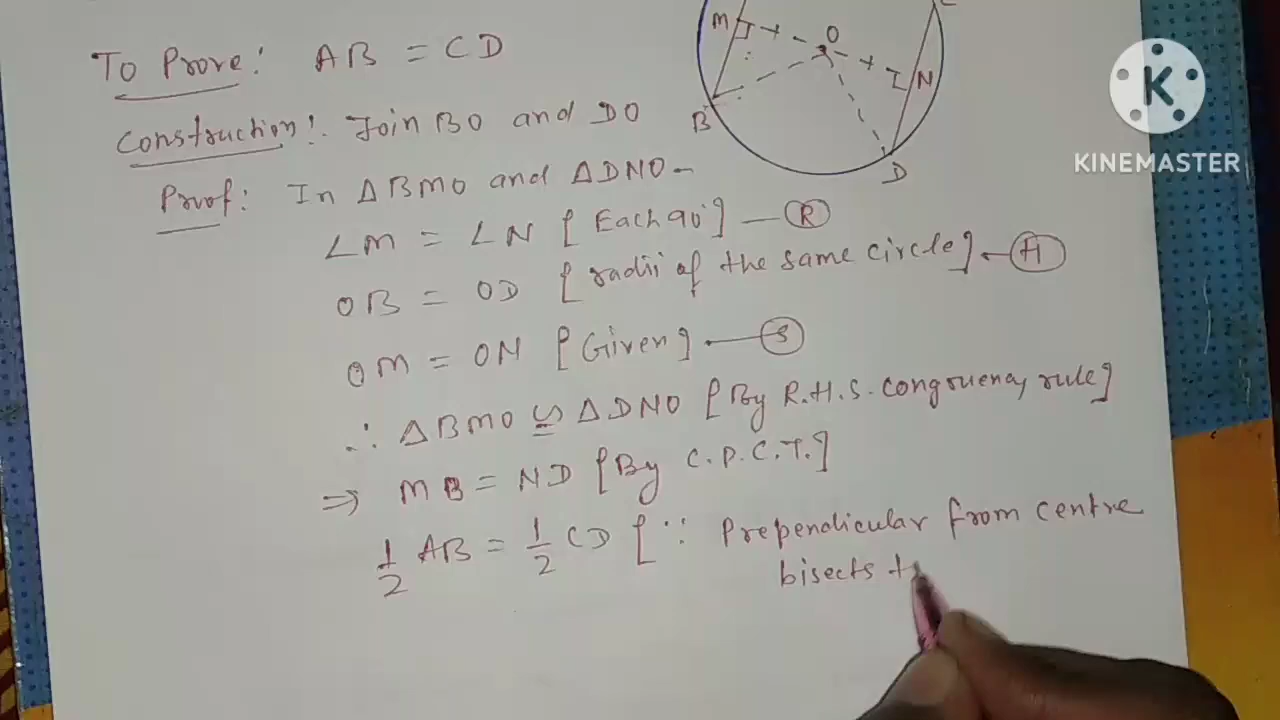 To Prove: AB = CD
Construction: Join BO and DO
Proof: In ΔBMO and ΔDNO-
∠M = ∠N [Each 90°] — Ⓡ
OB = OD [radii of the same circle] — Ⓗ
OM = ON [Given] — Ⓢ
∴ ΔBMO ≅ ΔDNO [By R.H.S. congruency rule]
⇒ MB = ND [By C.P.C.T.]
1/2 AB = 1/2 CD [∵ Prependicular from centre
bisects t
M
O
N
B
D
K
KINEMASTER